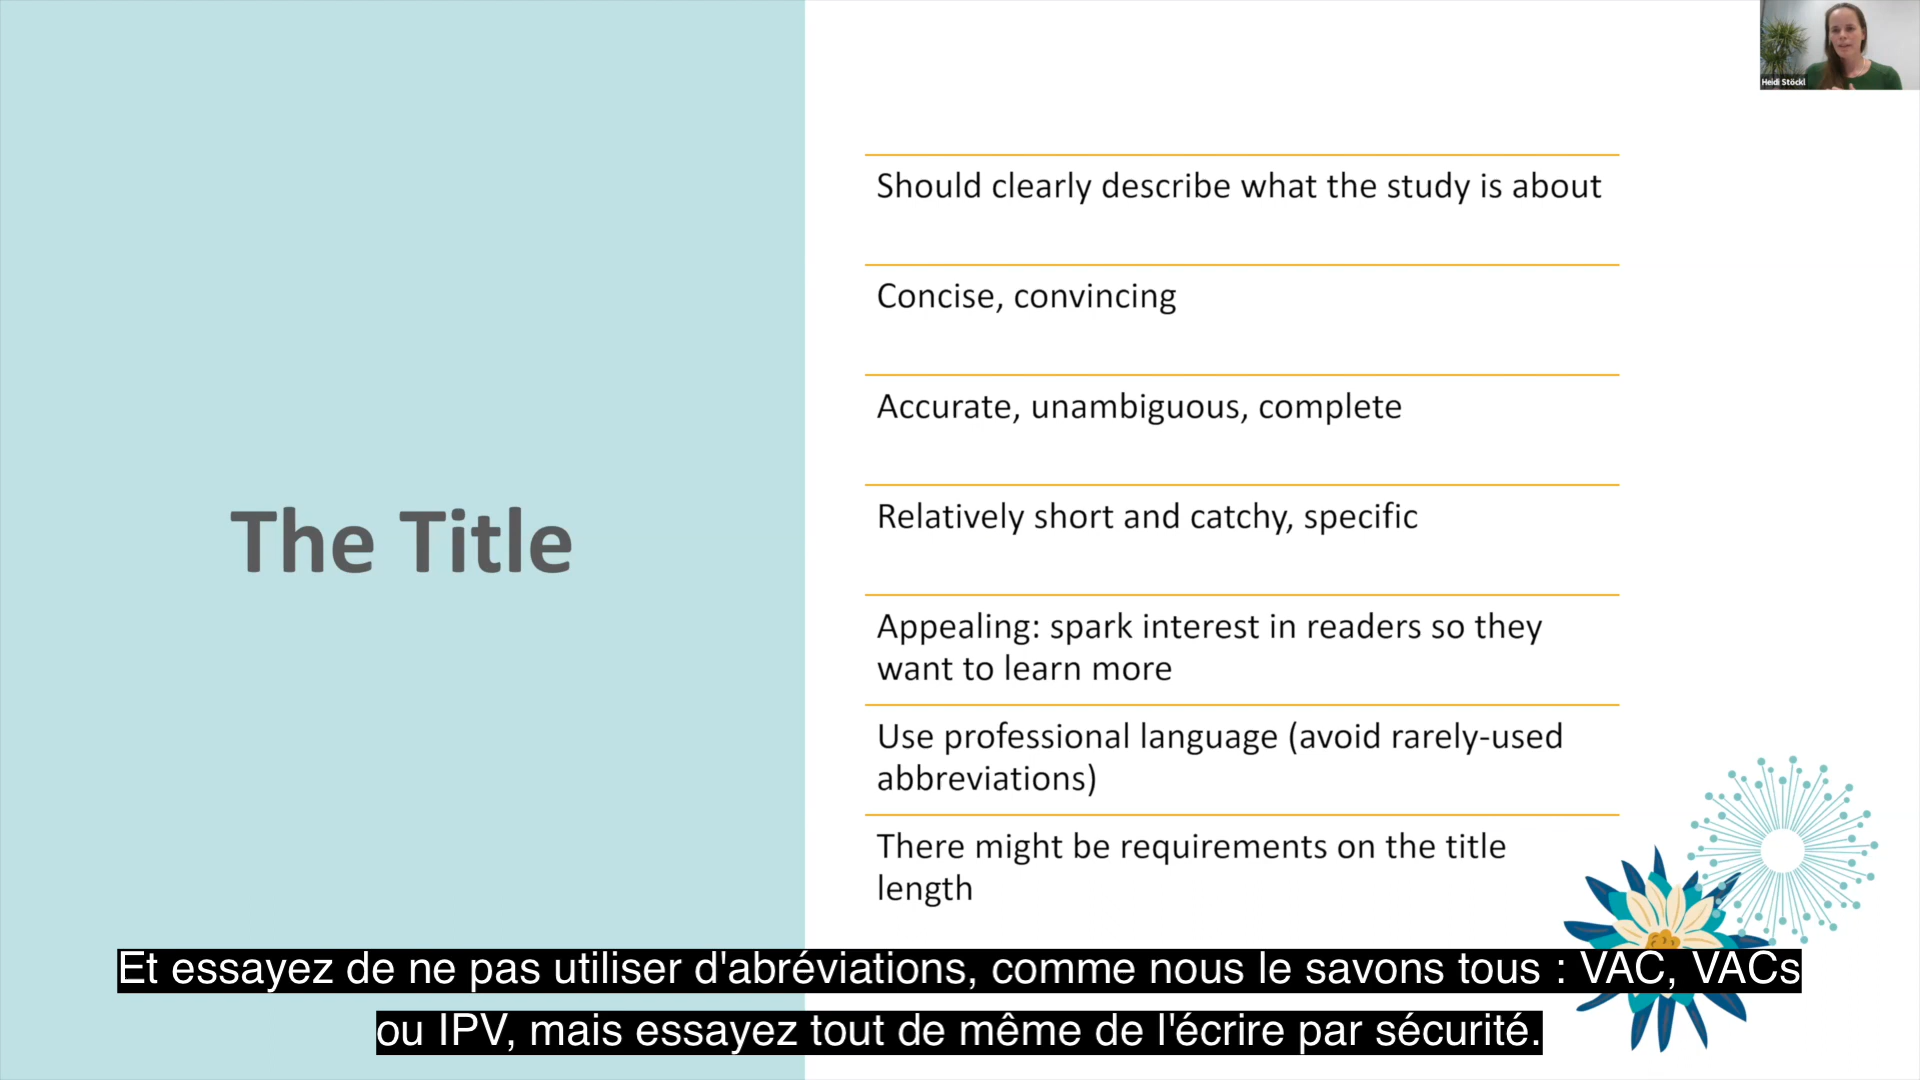 Heidi Stöckl
The Title
Should clearly describe what the study is about
Concise, convincing
Accurate, unambiguous, complete
Relatively short and catchy, specific
Appealing: spark interest in readers so they
want to learn more
Use professional language (avoid rarely-used
abbreviations)
There might be requirements on the title
length
Et essayez de ne pas utiliser d'abréviations, comme nous le savons tous : VAC, VACs
ou IPV, mais essayez tout de même de l'écrire par sécurité.